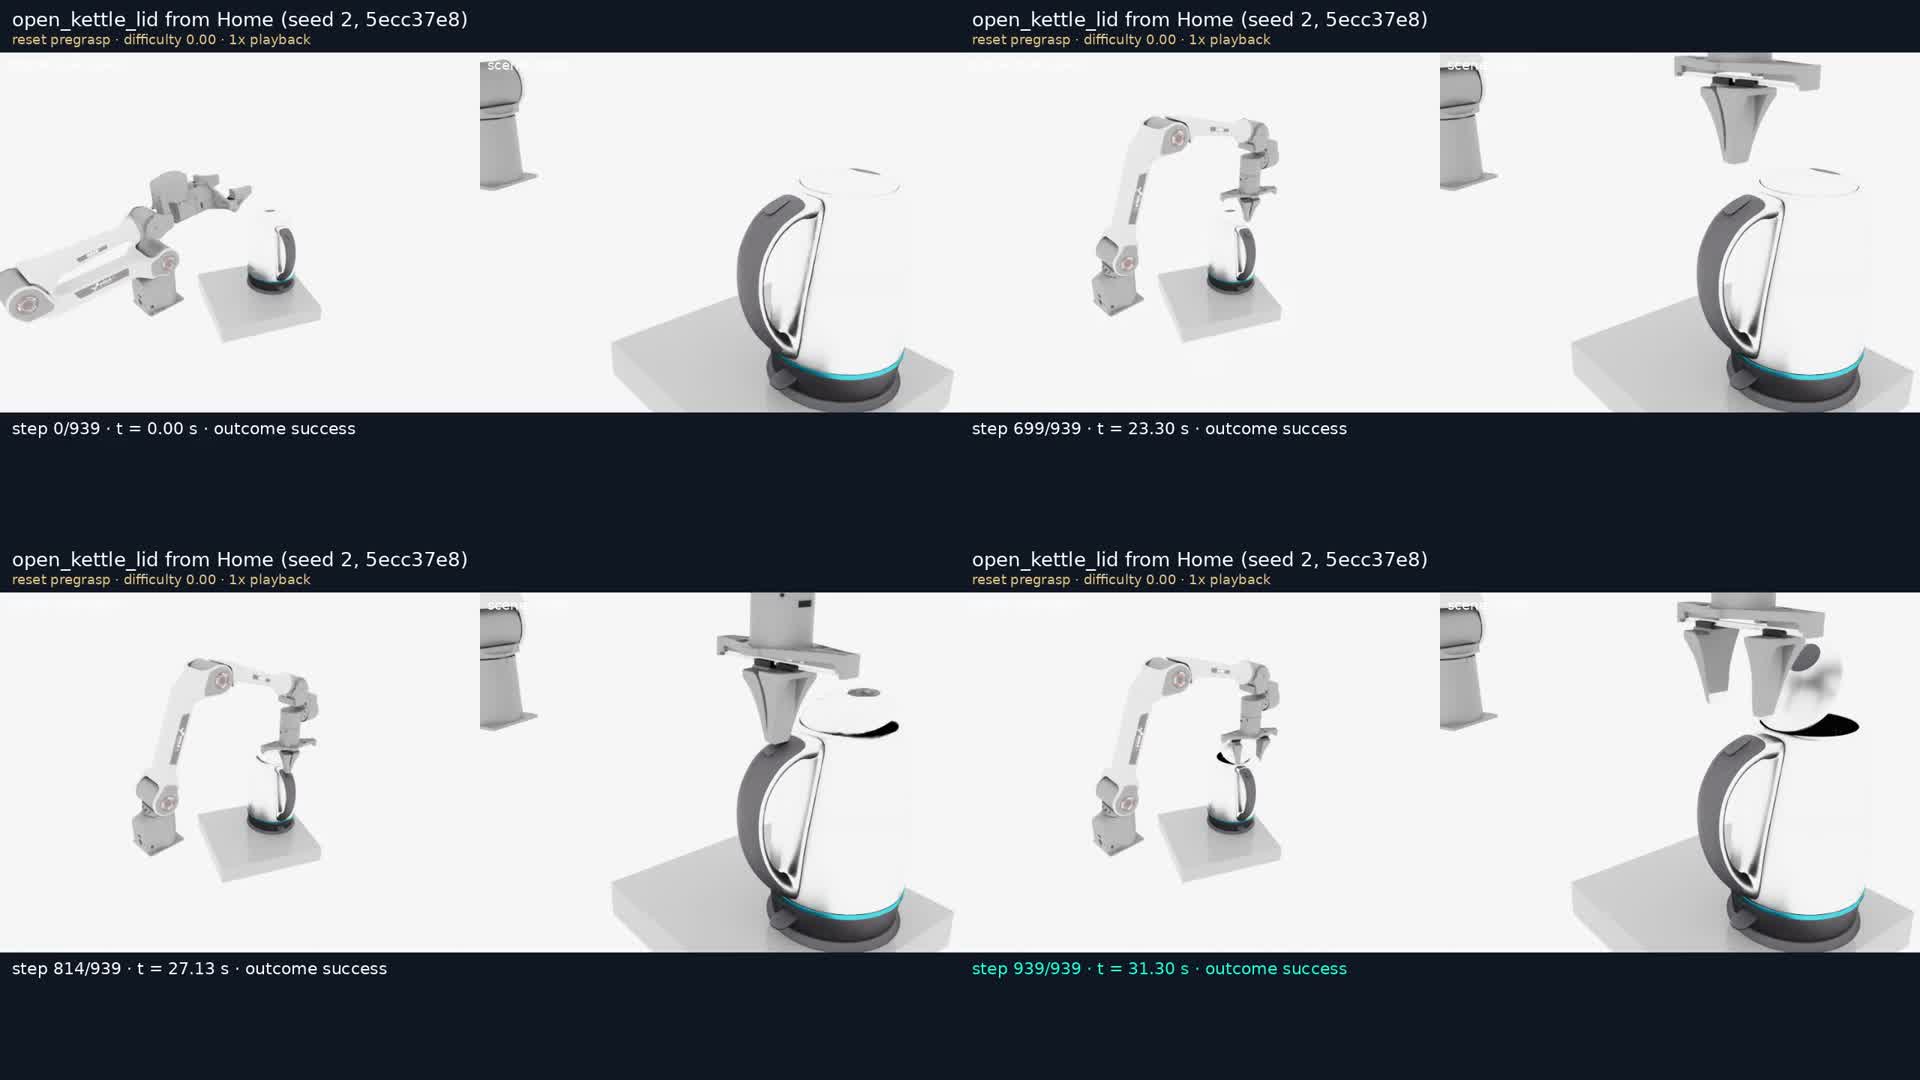 open_kettle_lid from Home (seed 2, 5ecc37e8)
reset pregrasp · difficulty 0.00 · 1x playback
step 0/939 · t = 0.00 s · outcome success
open_kettle_lid from Home (seed 2, 5ecc37e8)
reset pregrasp · difficulty 0.00 · 1x playback
step 699/939 · t = 23.30 s · outcome success
open_kettle_lid from Home (seed 2, 5ecc37e8)
reset pregrasp · difficulty 0.00 · 1x playback
step 814/939 · t = 27.13 s · outcome success
open_kettle_lid from Home (seed 2, 5ecc37e8)
reset pregrasp · difficulty 0.00 · 1x playback
step 939/939 · t = 31.30 s · outcome success